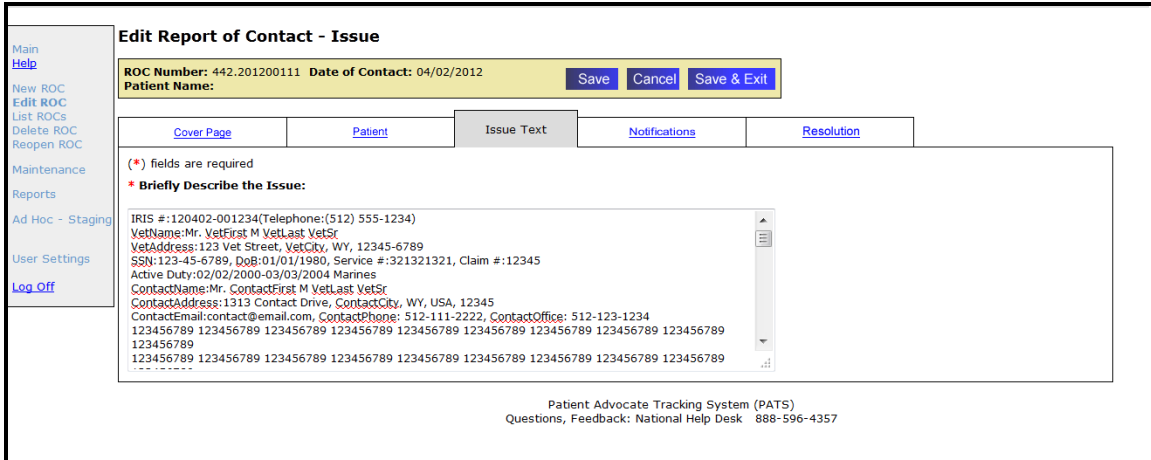 Edit Report of Contact - Issue
Main
Help
New ROC
Edit ROC
List ROCs
Delete ROC
Reopen ROC
Maintenance
Reports
Ad Hoc - Staging
User Settings
Log Off
ROC Number: 442.201200111 Date of Contact: 04/02/2012
Patient Name:
Save Cancel Save & Exit
Cover Page Patient Issue Text Notifications Resolution
(*) fields are required
* Briefly Describe the Issue:
IRIS #:120402-001234(Telephone:(512) 555-1234)
VetName:Mr. VetFirst M VetLast VetSr
VetAddress:123 Vet Street, VetCity, WY, 12345-6789
SSN:123-45-6789, DoB:01/01/1980, Service #:321321321, Claim #:12345
Active Duty:02/02/2000-03/03/2004 Marines
ContactName:Mr. ContactFirst M VetLast VetSr
ContactAddress:1313 Contact Drive, ContactCity, WY, USA, 12345
ContactEmail:contact@email.com, ContactPhone: 512-111-2222, ContactOffice: 512-123-1234
123456789 123456789 123456789 123456789 123456789 123456789 123456789 123456789 123456789
123456789
123456789 123456789 123456789 123456789 123456789 123456789 123456789 123456789 123456789
Patient Advocate Tracking System (PATS)
Questions, Feedback: National Help Desk 888-596-4357